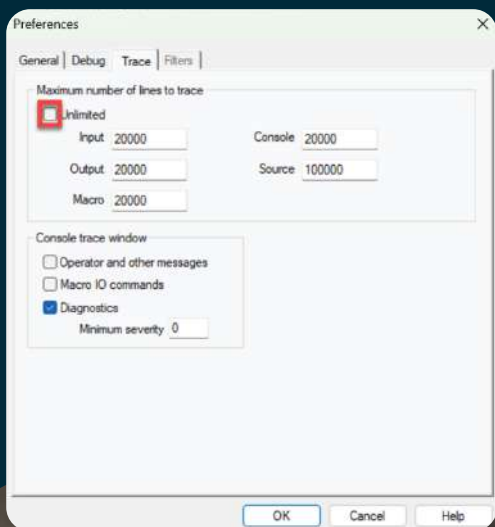 Preferences
General Debug Trace Filters
Maximum number of lines to trace
Unlimited
Input 20000 Console 20000
Output 20000 Source 100000
Macro 20000
Console trace window
Operator and other messages
Macro IO commands
Diagnostics
Minimum severity 0
OK Cancel Help